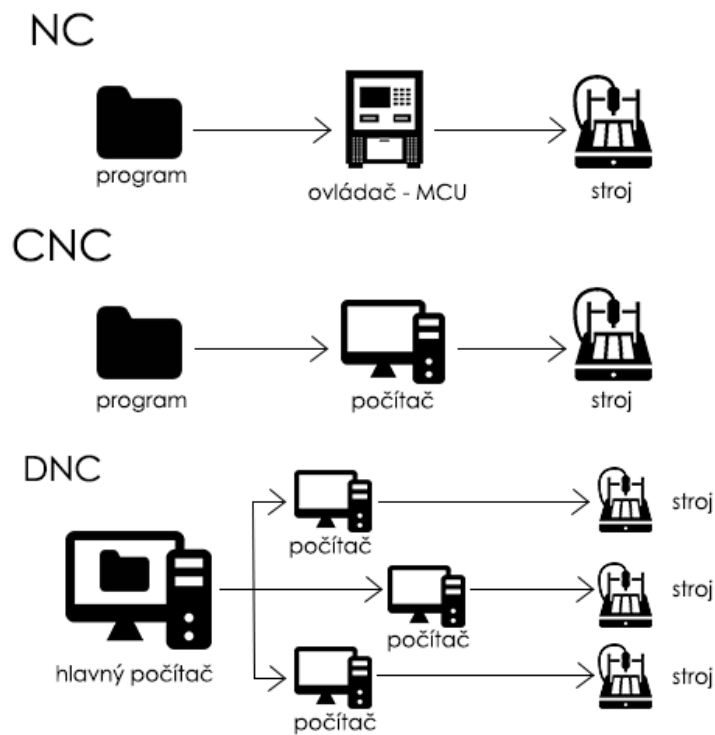 NC
program
ovládač - MCU
stroj
CNC
program
počítač
stroj
DNC
počítač
stroj
počítač
stroj
hlavný počítač
počítač
stroj